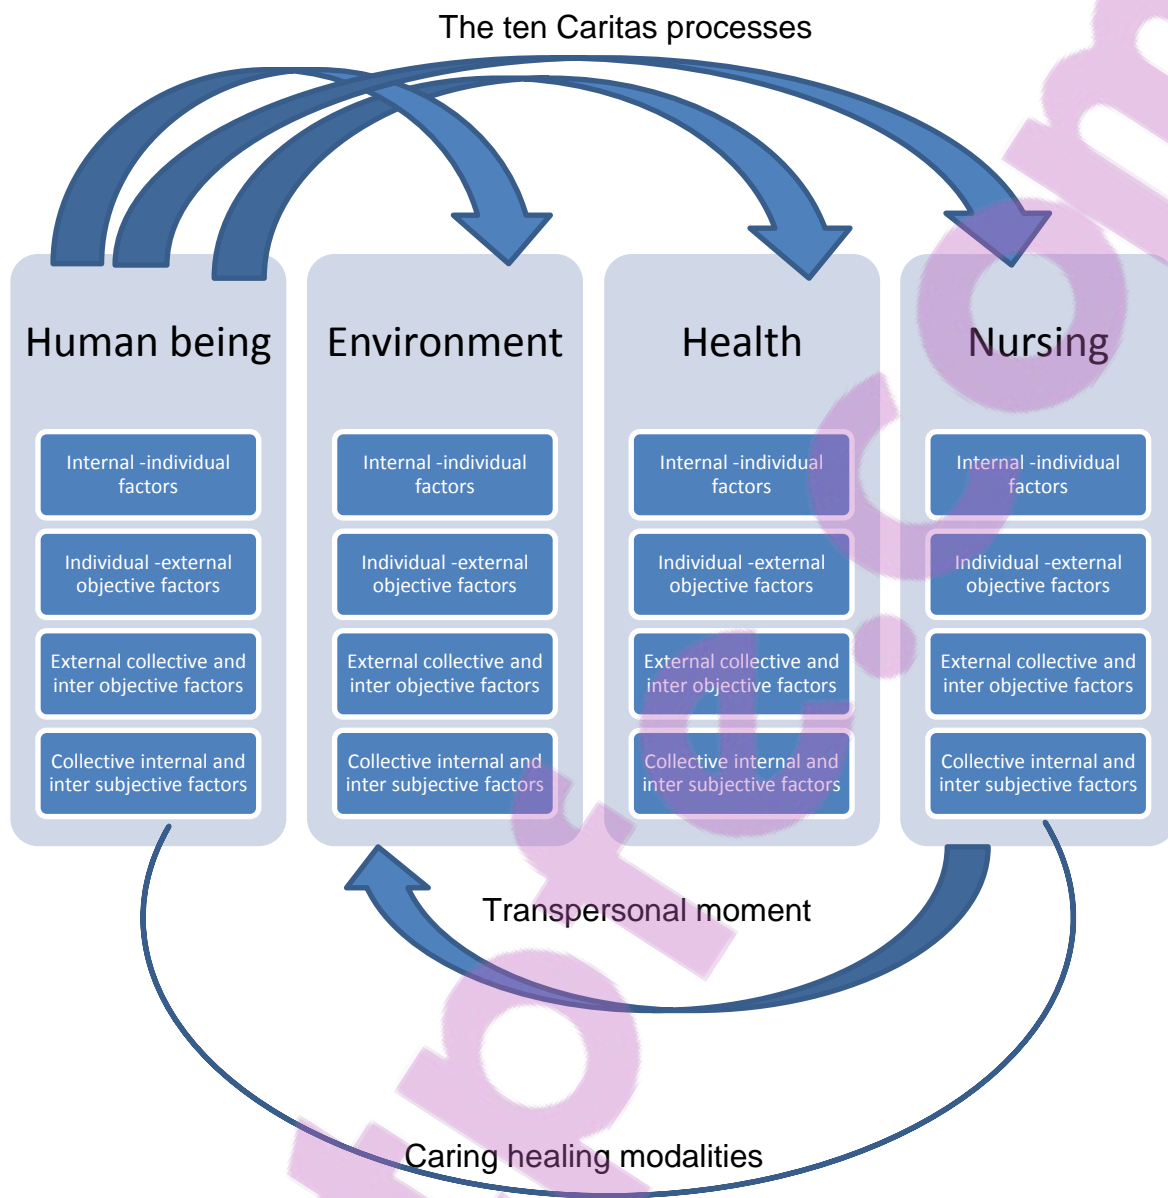 The ten Caritas processes
Human being
Internal -individual
factors
Individual -external
objective factors
External collective and
inter objective factors
Collective internal and
inter subjective factors
Environment
Internal -individual
factors
Individual -external
objective factors
External collective and
inter objective factors
Collective internal and
inter subjective factors
Health
Internal -individual
factors
Individual -external
objective factors
External collective and
inter objective factors
Collective internal and
inter subjective factors
Nursing
Internal -individual
factors
Individual -external
objective factors
External collective and
inter objective factors
Collective internal and
inter subjective factors
Transpersonal moment
Caring healing modalities